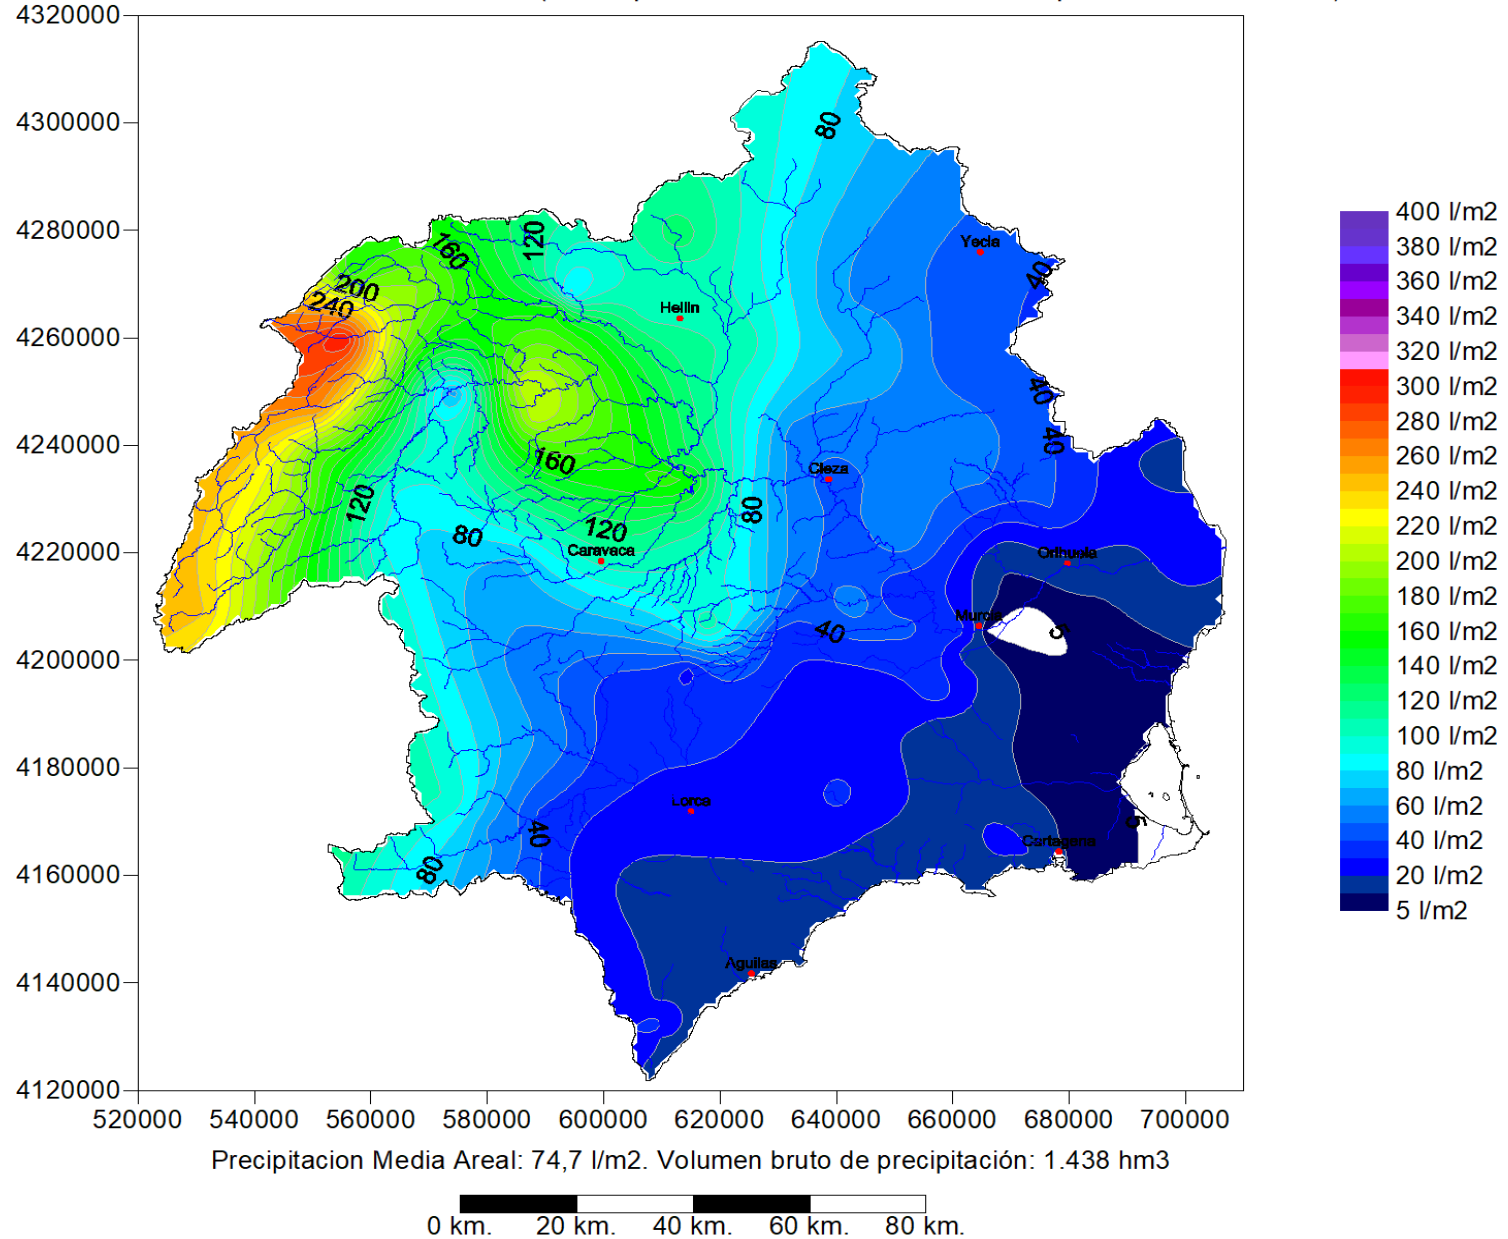 4320000
4300000
4280000
4260000
4240000
4220000
4200000
4180000
4160000
4140000
4120000
520000 540000 560000 580000 600000 620000 640000 660000 680000 700000
80
120
160
200
240
40
Yecla
Hellin
40
40
160
Cieza
120
80
80
120
Caravaca
Orihuela
Murcia
5
40
Lorca
40
5
Cartagena
80
Aguilas
400 l/m2
380 l/m2
360 l/m2
340 l/m2
320 l/m2
300 l/m2
280 l/m2
260 l/m2
240 l/m2
220 l/m2
200 l/m2
180 l/m2
160 l/m2
140 l/m2
120 l/m2
100 l/m2
80 l/m2
60 l/m2
40 l/m2
20 l/m2
5 l/m2
Precipitacion Media Areal: 74,7 l/m2. Volumen bruto de precipitación: 1.438 hm3
0 km. 20 km. 40 km. 60 km. 80 km.